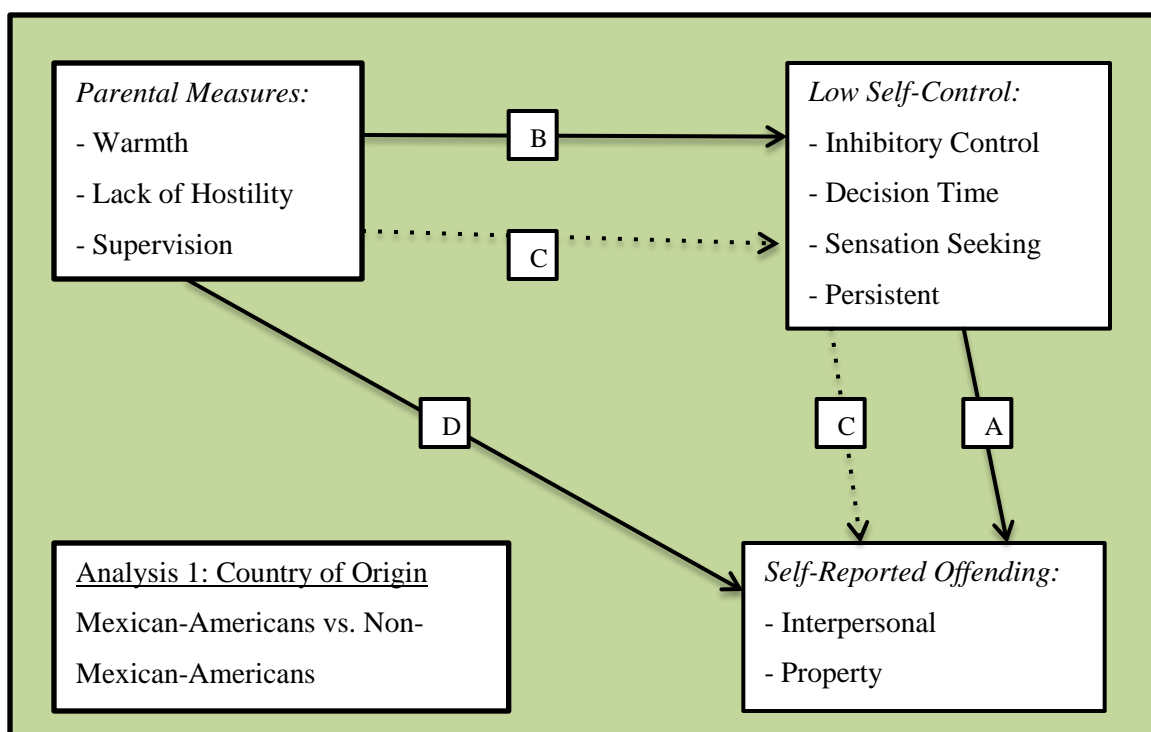 Parental Measures:
- Warmth
- Lack of Hostility
- Supervision
B
C
Low Self-Control:
- Inhibitory Control
- Decision Time
- Sensation Seeking
- Persistent
D
C
A
Analysis 1: Country of Origin
Mexican-Americans vs. Non-
Mexican-Americans
Self-Reported Offending:
- Interpersonal
- Property